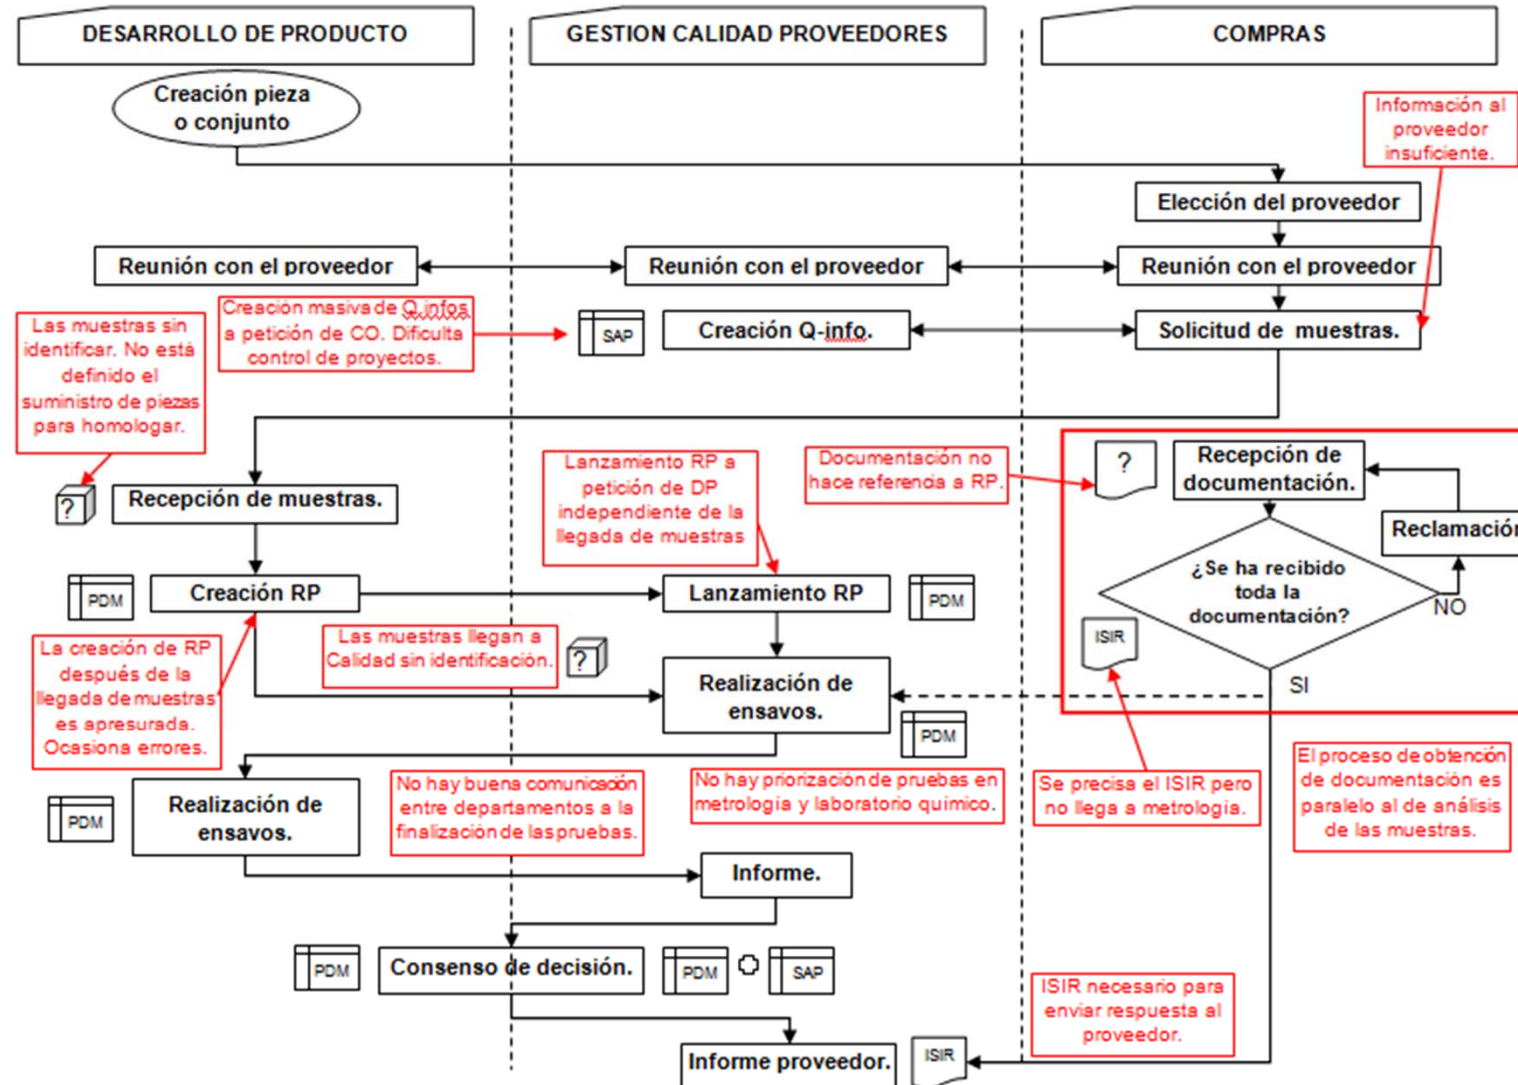 DESARROLLO DE PRODUCTO
GESTION CALIDAD PROVEEDORES
COMPRAS
Creación pieza
o conjunto
Información al
proveedor
insuficiente.
Elección del proveedor
Reunión con el proveedor
Reunión con el proveedor
Reunión con el proveedor
Creación masiva de Q.infos
a petición de CO. Dificulta
control de proyectos.
SAP
Creación Q-info.
Solicitud de muestras.
Las muestras sin
identificar. No está
definido el
suministro de piezas
para homologar.
?
Recepción de muestras.
Lanzamiento RP a
petición de DP
independiente de la
llegada de muestras
Documentación no
hace referencia a RP.
?
Recepción de
documentación.
Reclamación
¿Se ha recibido
toda la
documentación?
NO
SI
ISIR
PDM
Creación RP
Lanzamiento RP
PDM
La creación de RP
después de la
llegada de muestras
es apresurada.
Ocasiona errores.
Las muestras llegan a
Calidad sin identificación.
?
Realización de
ensavos.
PDM
PDM
Realización de
ensavos.
No hay buena comunicación
entre departamentos a la
finalización de las pruebas.
No hay priorización de pruebas en
metrología y laboratorio químico.
Se precisa el ISIR pero
no llega a metrología.
El proceso de obtención
de documentación es
paralelo al de análisis
de las muestras.
Informe.
PDM
Consenso de decisión.
PDM
SAP
ISIR necesario para
enviar respuesta al
proveedor.
Informe proveedor.
ISIR